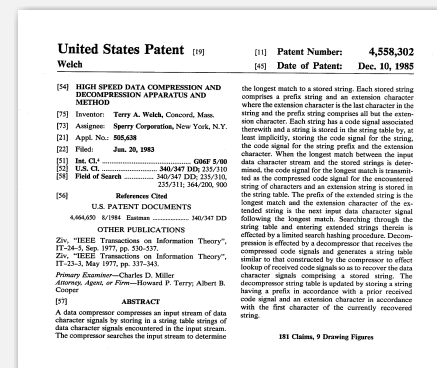 United States Patent [19]
Welch
[11] Patent Number: 4,558,302
[45] Date of Patent: Dec. 10, 1985
[54] HIGH SPEED DATA COMPRESSION AND
DECOMPRESSION APPARATUS AND
METHOD
[75] Inventor: Terry A. Welch, Concord, Mass.
[73] Assignee: Sperry Corporation, New York, N.Y.
[21] Appl. No.: 505,638
[22] Filed: Jun. 20, 1983
[51] Int. Cl.⁴ ................................ G06F 5/00
[52] U.S. Cl. ........................ 340/347 DD; 235/310
[58] Field of Search ............ 340/347 DD; 235/310,
235/311; 364/200, 900
[56] References Cited
U.S. PATENT DOCUMENTS
4,464,650 8/1984 Eastman .................. 340/347 DD
OTHER PUBLICATIONS
Ziv, "IEEE Transactions on Information Theory",
IT-24-5, Sep. 1977, pp. 530-537.
Ziv, "IEEE Transactions on Information Theory",
IT-23-3, May 1977, pp. 337-343.
Primary Examiner—Charles D. Miller
Attorney, Agent, or Firm—Howard P. Terry; Albert B.
Cooper
[57] ABSTRACT
A data compressor compresses an input stream of data
character signals by storing in a string table strings of
data character signals encountered in the input stream.
The compressor searches the input stream to determine
the longest match to a stored string. Each stored string
comprises a prefix string and an extension character
where the extension character is the last character in the
string and the prefix string comprises all but the exten-
sion character. Each string has a code signal associated
therewith and a string is stored in the string table by, at
least implicitly, storing the code signal for the string,
the code signal for the string prefix and the extension
character. When the longest match between the input
data character stream and the stored strings is deter-
mined, the code signal for the longest match is transmit-
ted as the compressed code signal for the encountered
string of characters and an extension string is stored in
the string table. The prefix of the extended string is the
longest match and the extension character of the ex-
tended string is the next input data character signal
following the longest match. Searching through the
string table and entering extended strings therein is
effected by a limited search hashing procedure. Decom-
pression is effected by a decompressor that receives the
compressed code signals and generates a string table
similar to that constructed by the compressor to effect
lookup of received code signals so as to recover the data
character signals comprising a stored string. The
decompressor string table is updated by storing a string
having a prefix in accordance with a prior received
code signal and an extension character in accordance
with the first character of the currently recovered
string.
181 Claims, 9 Drawing Figures